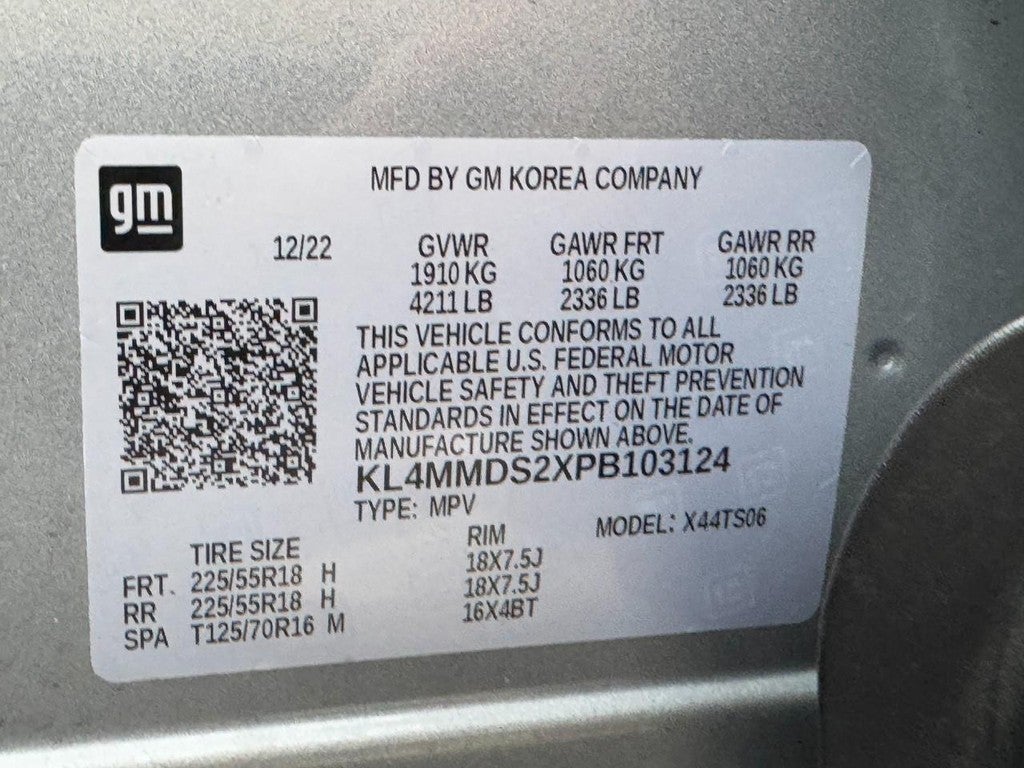 gm
MFD BY GM KOREA COMPANY
12/22 GVWR GAWR FRT GAWR RR
1910 KG 1060 KG 1060 KG
4211 LB 2336 LB 2336 LB
THIS VEHICLE CONFORMS TO ALL
APPLICABLE U.S. FEDERAL MOTOR
VEHICLE SAFETY AND THEFT PREVENTION
STANDARDS IN EFFECT ON THE DATE OF
MANUFACTURE SHOWN ABOVE.
KL4MMDS2XPB103124
TYPE: MPV MODEL: X44TS06
TIRE SIZE RIM
FRT. 225/55R18 H 18X7.5J
RR 225/55R18 H 18X7.5J
SPA T125/70R16 M 16X4BT